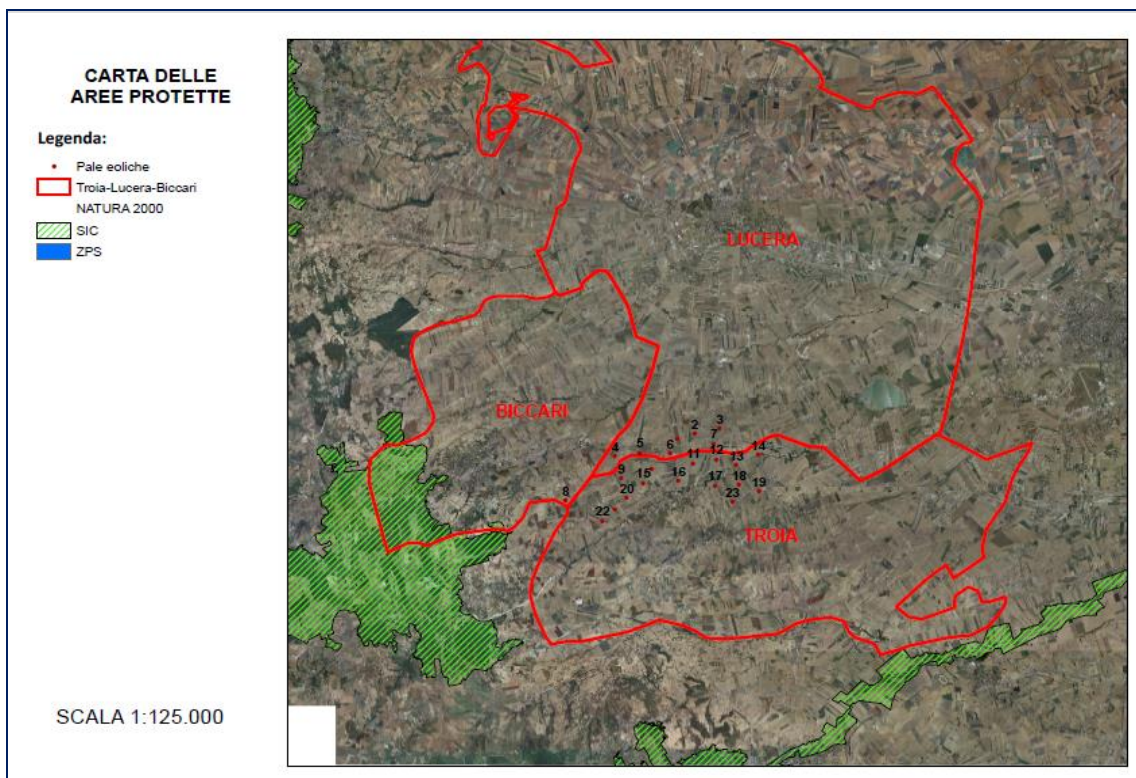 CARTA DELLE
AREE PROTETTE
Legenda:
Pale eoliche
Troia-Lucera-Biccari
NATURA 2000
SIC
ZPS
SCALA 1:125.000
LUCERA
BICCARI
3
2
7
4
5
6
14
11
12
13
9
15
16
17
18
19
8
20
23
22
TROIA